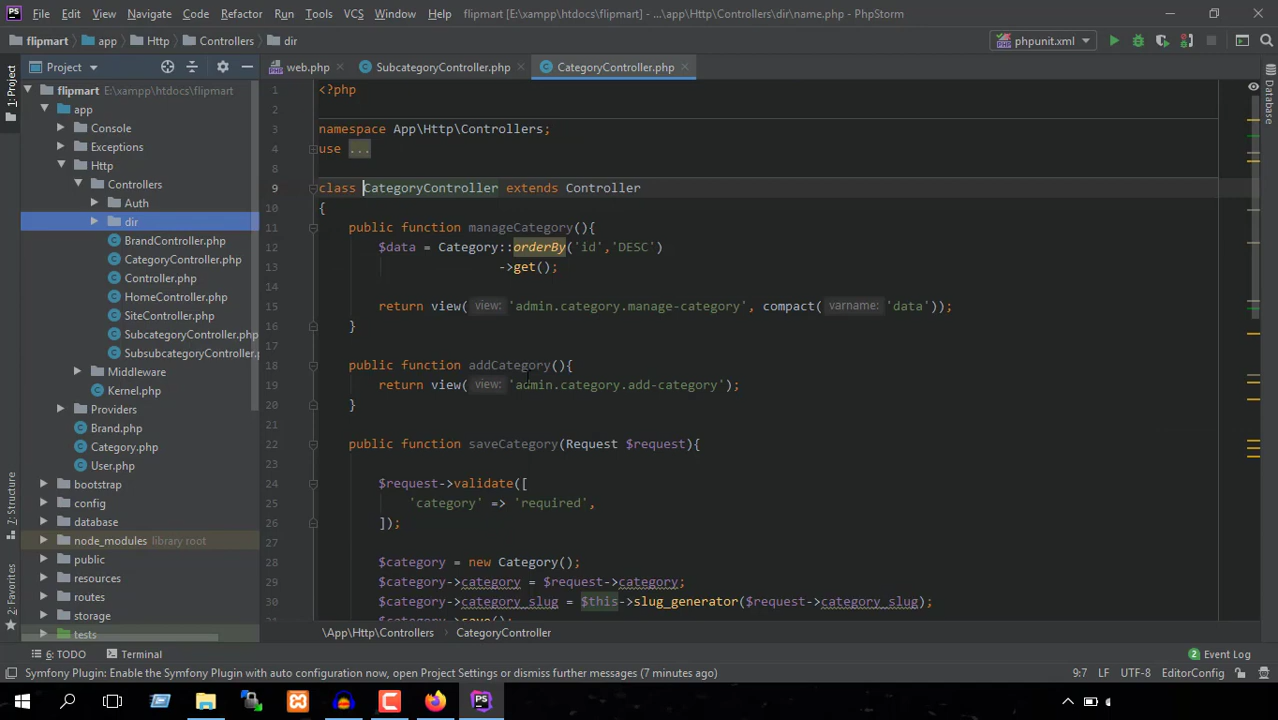 PS File Edit View Navigate Code Refactor Run Tools VCS Window Help flipmart [E:\xampp\htdocs\flipmart] - ...\app\Http\Controllers\dir\name.php - PhpStorm
flipmart app Http Controllers dir phpunit.xml
Project web.php SubcategoryController.php CategoryController.php
1: Project
Database
flipmart E:\xampp\htdocs\flipmart
app
Console
Exceptions
Http
Controllers
Auth
dir
BrandController.php
CategoryController.php
Controller.php
HomeController.php
SiteController.php
SubcategoryController.php
SubsubcategoryController.p
Middleware
Kernel.php
Providers
Brand.php
Category.php
User.php
bootstrap
config
database
node_modules library root
public
resources
routes
storage
tests
Z: Structure
2: Favorites
1 <?php
2
3 namespace App\Http\Controllers;
4 use ...
8
9 class CategoryController extends Controller
10 {
11 public function manageCategory(){
12 $data = Category::orderBy('id','DESC')
13 ->get();
14
15 return view( view: 'admin.category.manage-category', compact( varname: 'data'));
16 }
17
18 public function addCategory(){
19 return view( view: 'admin.category.add-category');
20 }
21
22 public function saveCategory(Request $request){
23
24 $request->validate([
25 'category' => 'required',
26 ]);
27
28 $category = new Category();
29 $category->category = $request->category;
30 $category->category_slug = $this->slug_generator($request->category_slug);
$category->save();
\App\Http\Controllers CategoryController
6: TODO Terminal 2 Event Log
Symfony Plugin: Enable the Symfony Plugin with auto configuration now, open Project Settings or dismiss further messages (7 minutes ago) 9:7 LF UTF-8 EditorConfig
PS